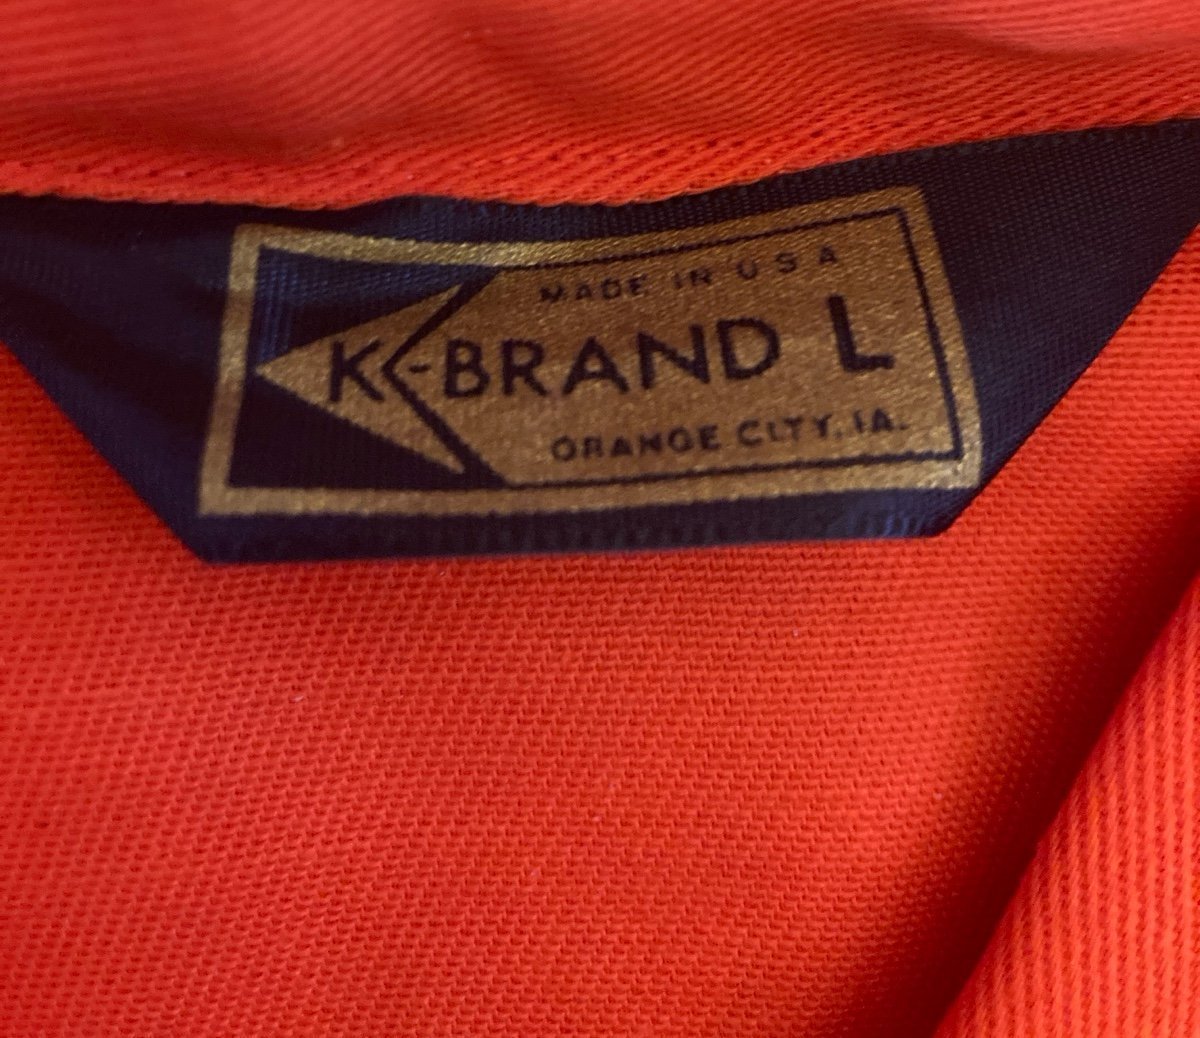 MADE IN U S A
K-BRAND L
ORANGE CITY, IA.